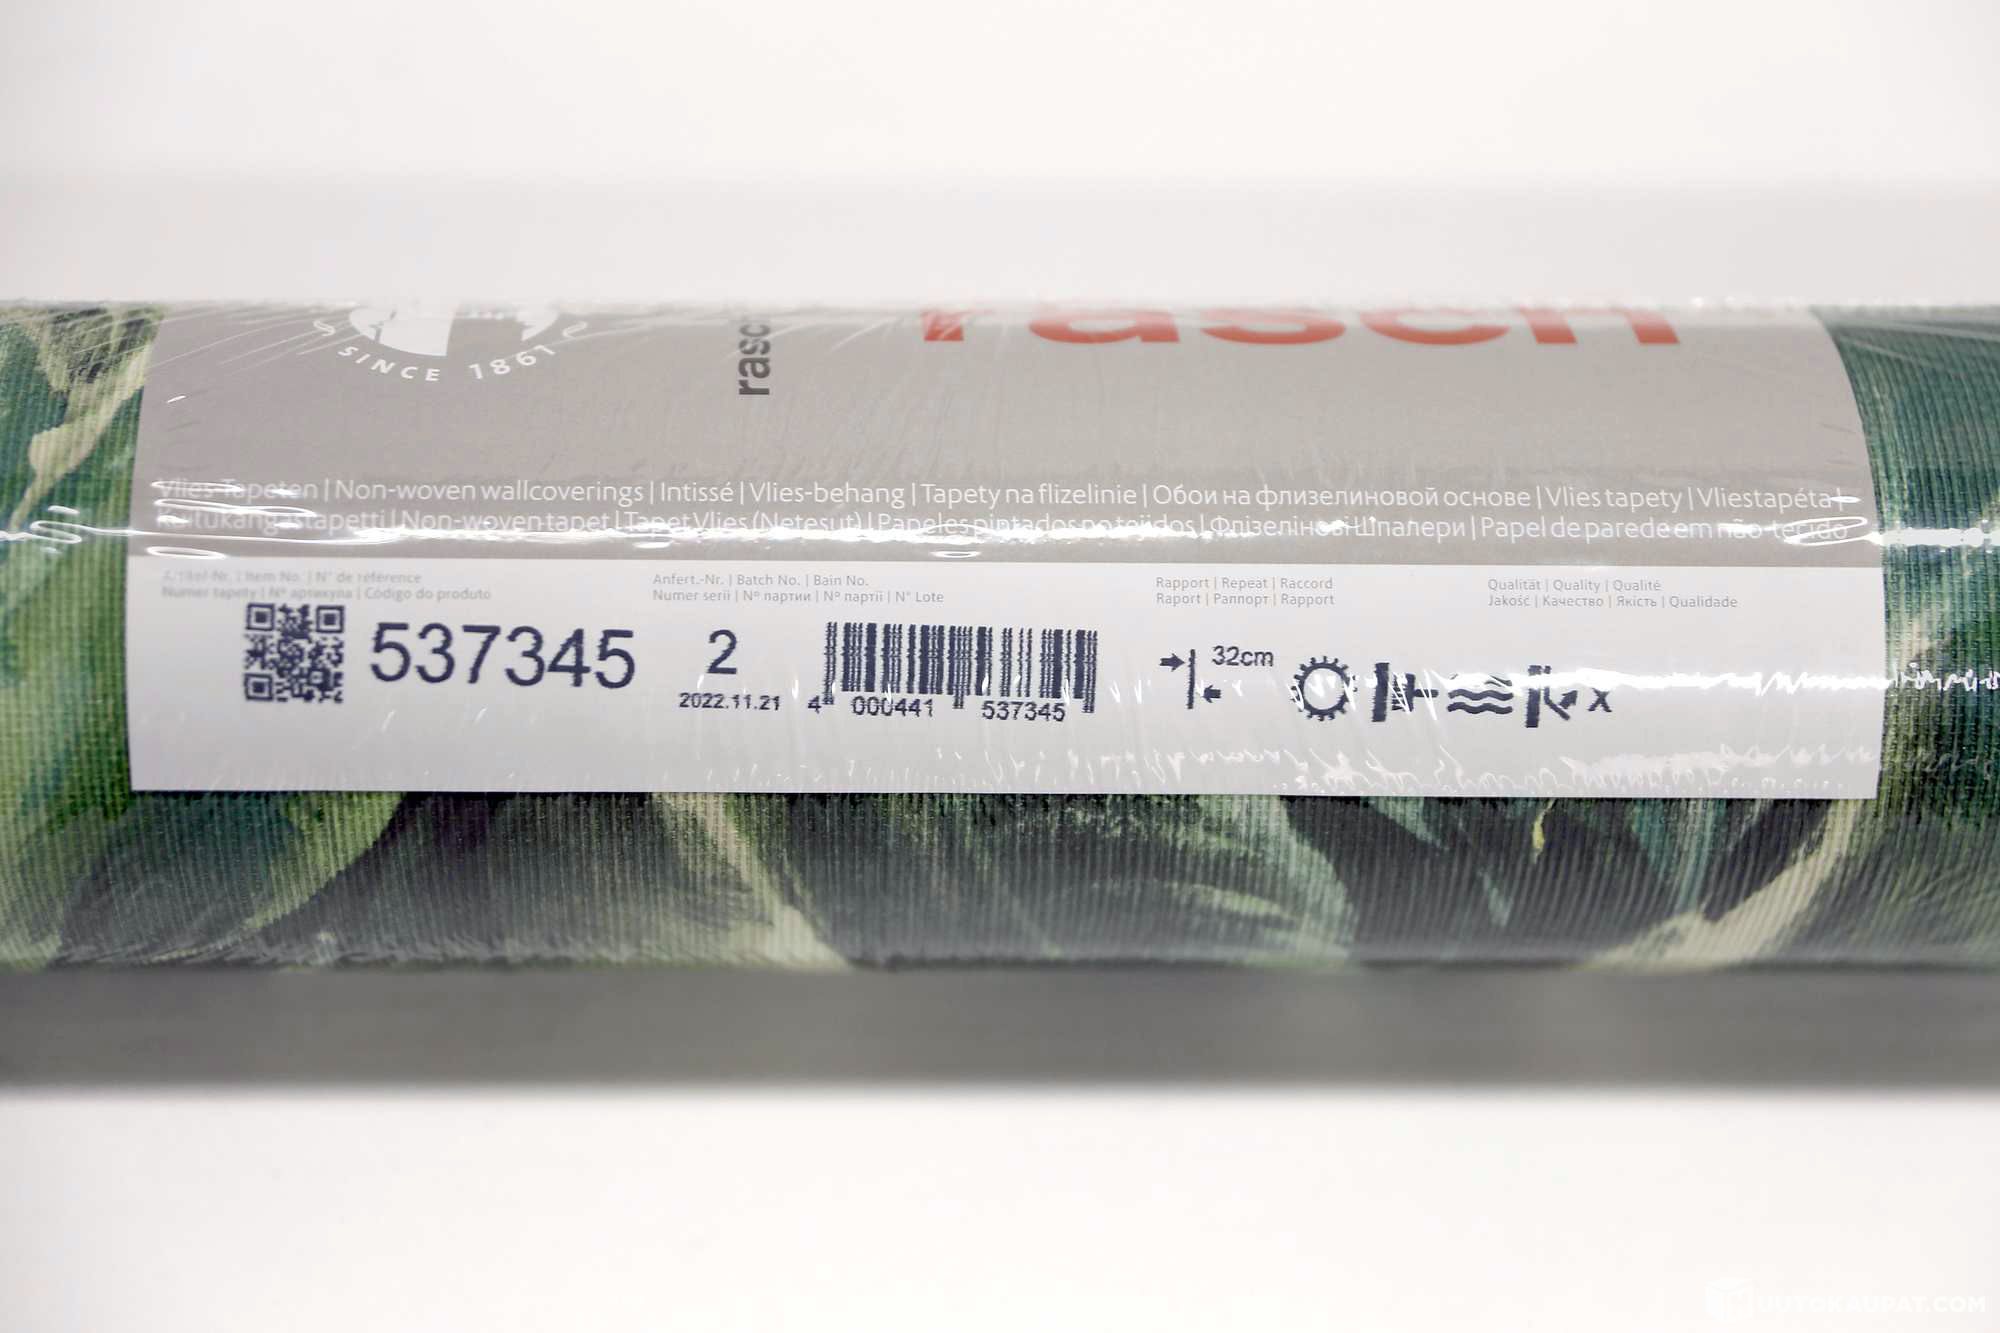 rasch
SINCE 1861
rasch
Vlies-Tapeten | Non-woven wallcoverings | Intissé | Vlies-behang | Tapety na flizelinie | Обои на флизелиновой основе | Vlies tapety | Vliestapéta |
Kuitukangastapetti | Non-woven tapet | Tapet Vlies (Netesut) | Papeles pintados no tejidos | Флізелінові Шпалери | Papel de parede em não-tecido
Artikel-Nr. | Item No. | N° de référence
Numer tapety | Nº артикула | Código do produto
537345
Anfert.-Nr. | Batch No. | Bain No.
Numer serii | Nº партии | Nº партії | N° Lote
2
2022.11.21
4 000441 537345
Rapport | Repeat | Raccord
Raport | Раппорт | Rapport
32cm
Qualität | Quality | Qualité
Jakość | Качество | Якість | Qualidade
x
UUTOKAUPAT.COM